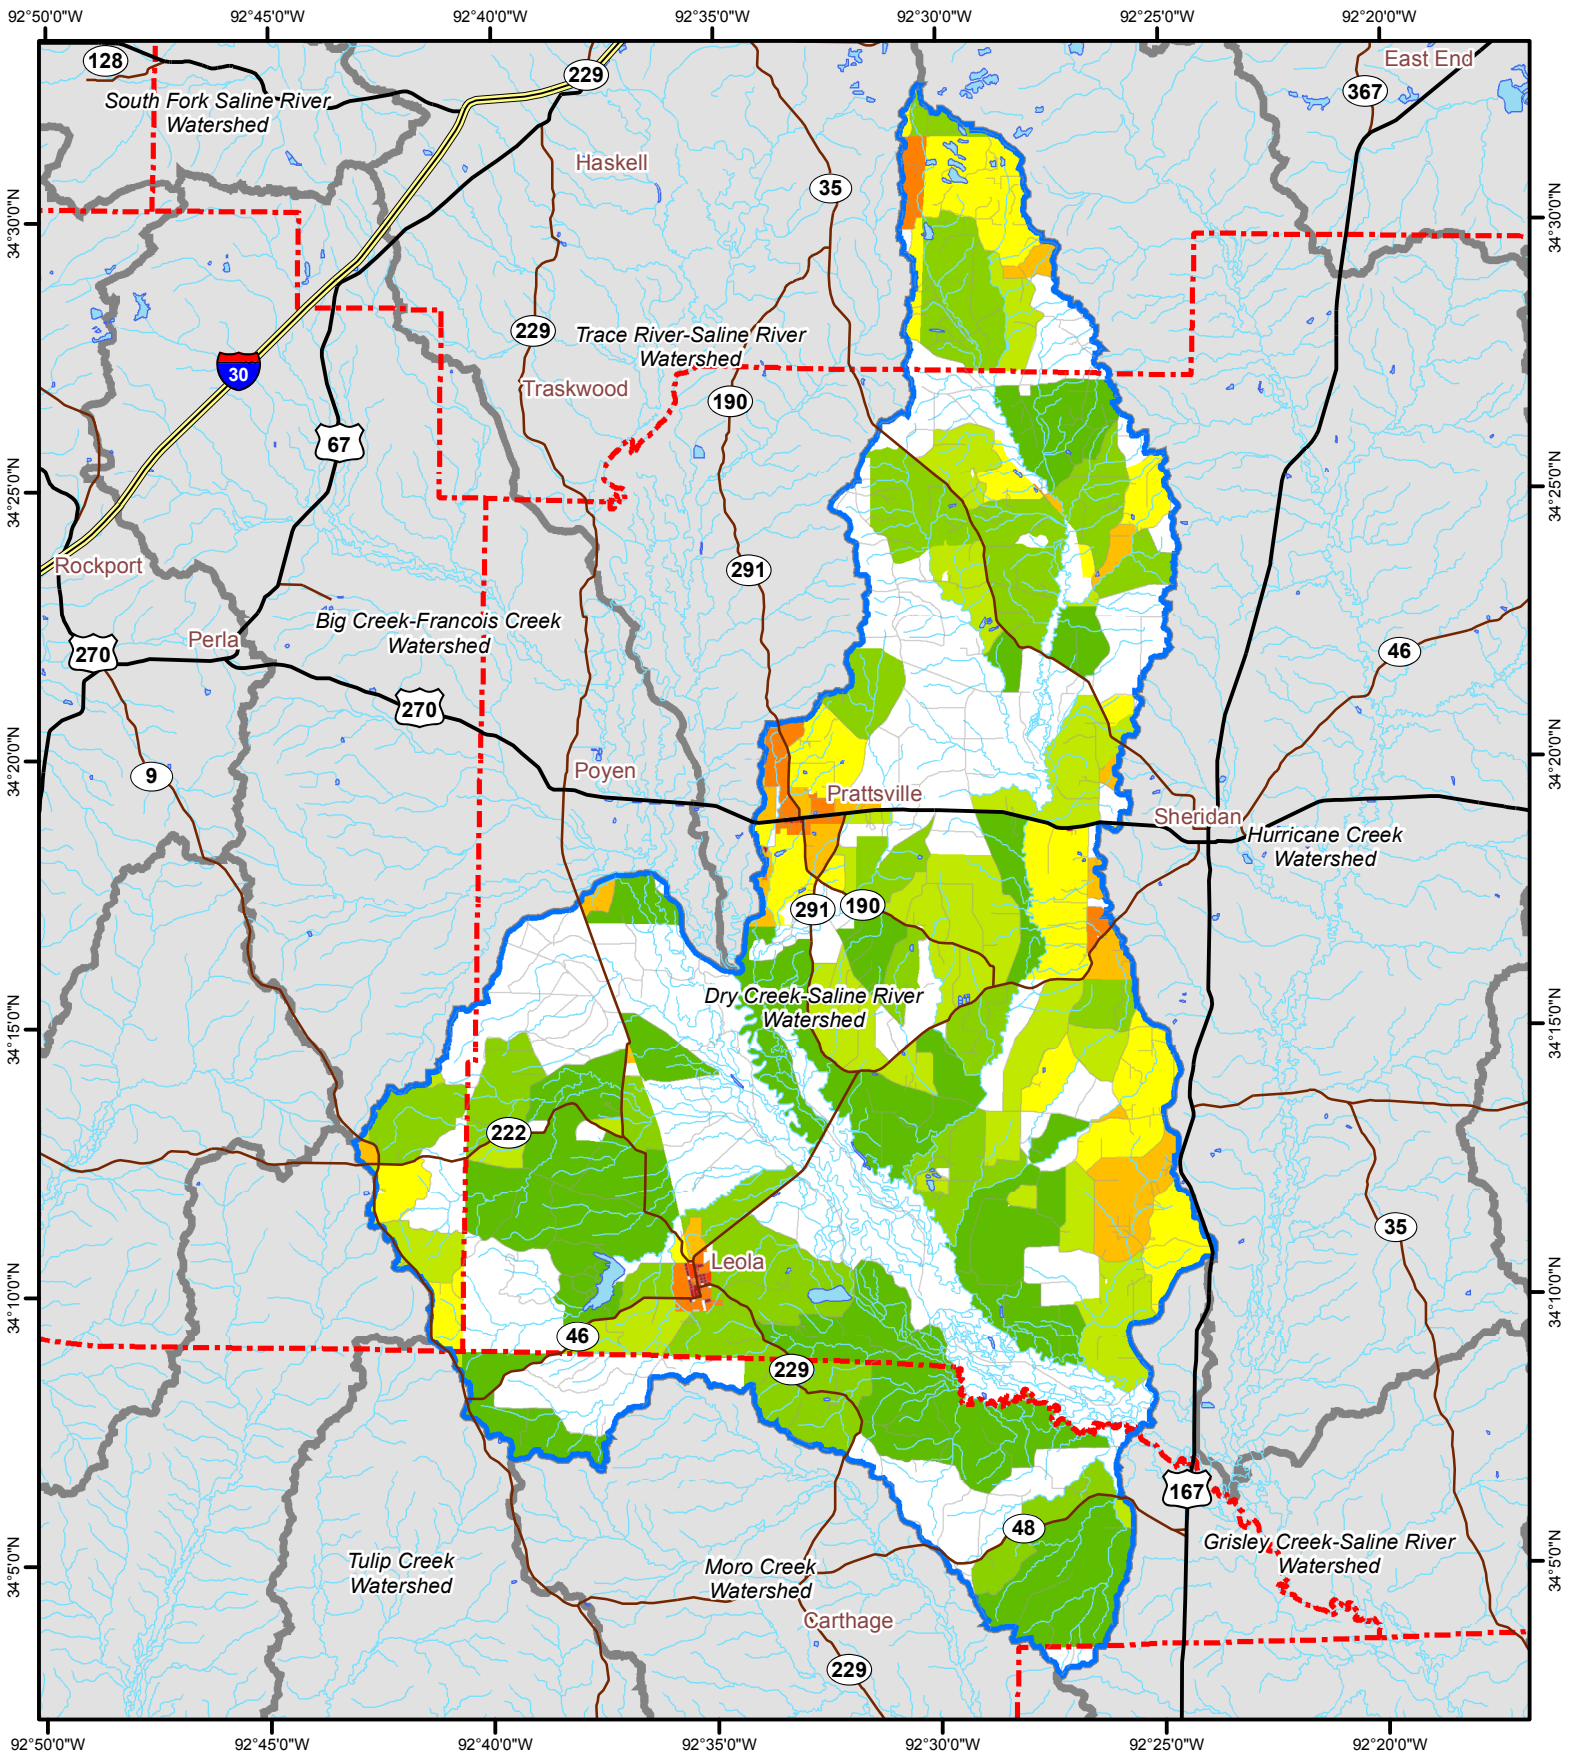 92°50'0"W 92°45'0"W 92°40'0"W 92°35'0"W 92°30'0"W 92°25'0"W 92°20'0"W
128
229
East End
367
South Fork Saline River
Watershed
Haskell
35
34°30'0"N
34°30'0"N
229
Trace River-Saline River
Watershed
30
Traskwood
190
67
34°25'0"N
34°25'0"N
Rockport
291
Big Creek-Francois Creek
Watershed
Perla
270
46
270
34°20'0"N
34°20'0"N
9
Poyen
Prattsville
Sheridan
Hurricane Creek
Watershed
291
190
Dry Creek-Saline River
Watershed
34°15'0"N
34°15'0"N
222
35
Leola
34°10'0"N
34°10'0"N
46
229
167
48
Grisley Creek-Saline River
Watershed
Tulip Creek
Watershed
Moro Creek
Watershed
34°5'0"N
34°5'0"N
Carthage
229
92°50'0"W 92°45'0"W 92°40'0"W 92°35'0"W 92°30'0"W 92°25'0"W 92°20'0"W